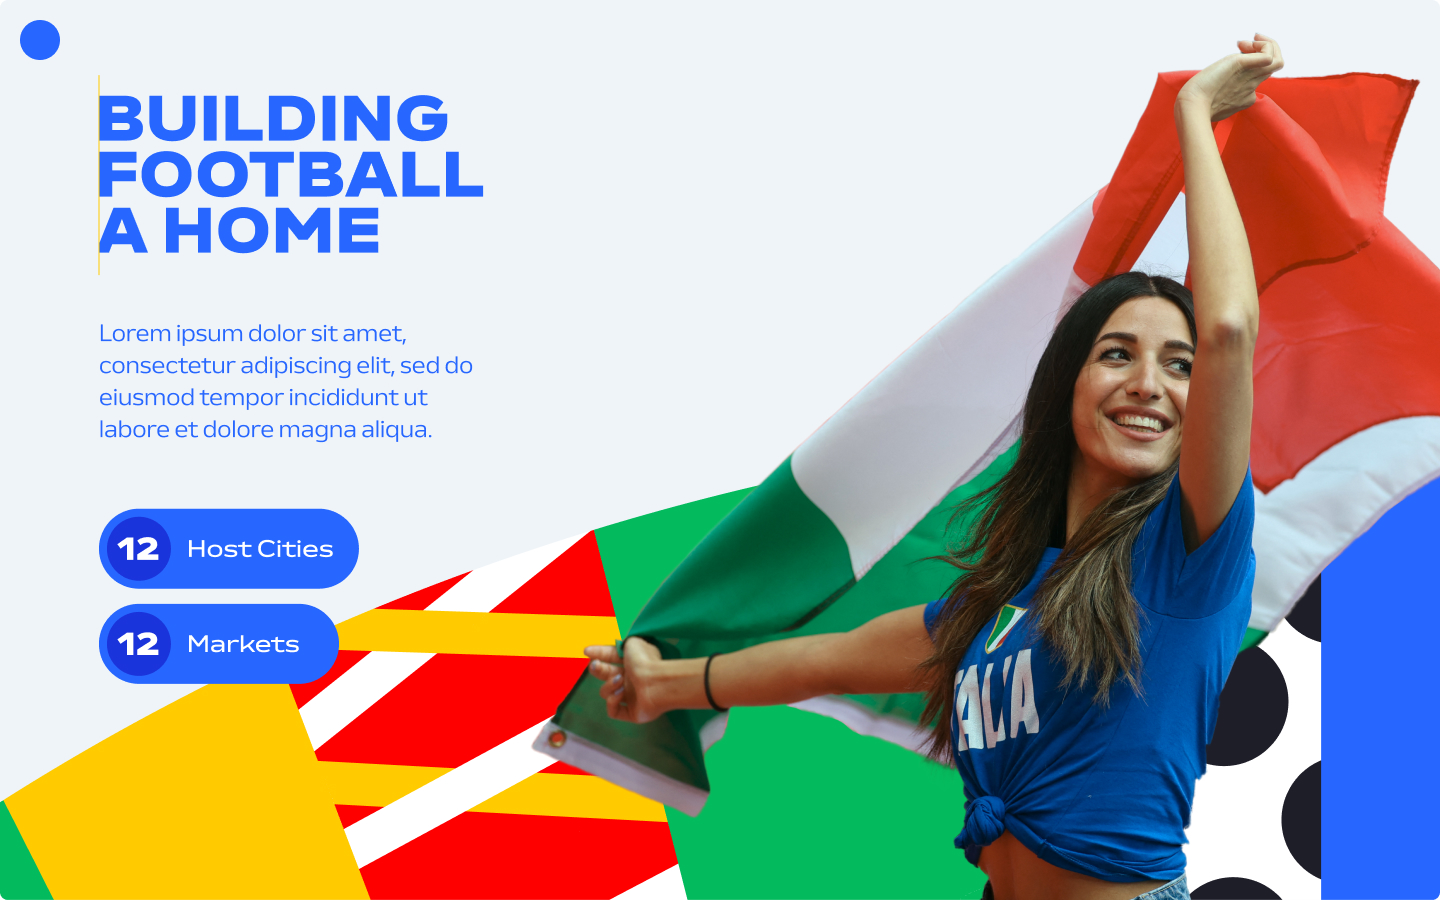 BUILDING
FOOTBALL
A HOME
Lorem ipsum dolor sit amet,
consectetur adipiscing elit, sed do
eiusmod tempor incididunt ut
labore et dolore magna aliqua.
12 Host Cities
12 Markets
ITALIA